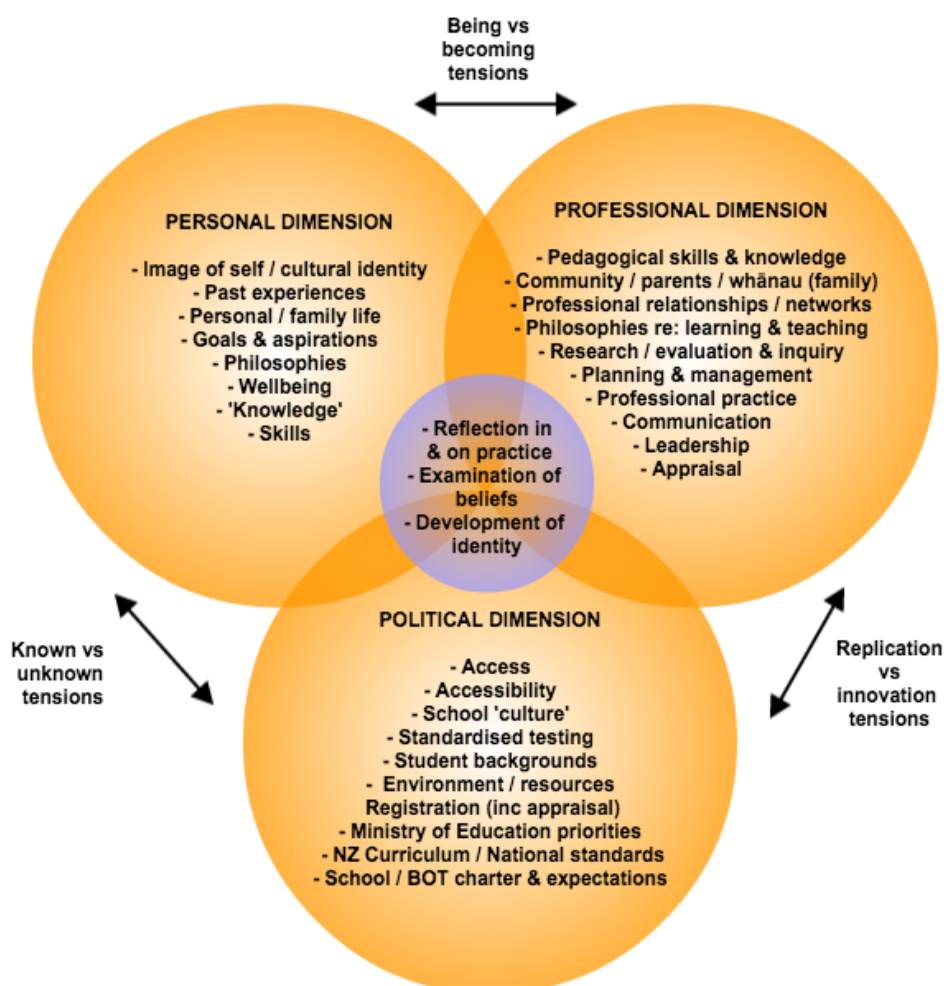 Being vs
becoming
tensions
PERSONAL DIMENSION
- Image of self / cultural identity
- Past experiences
- Personal / family life
- Goals & aspirations
- Philosophies
- Wellbeing
- 'Knowledge'
- Skills
PROFESSIONAL DIMENSION
- Pedagogical skills & knowledge
- Community / parents / whānau (family)
- Professional relationships / networks
- Philosophies re: learning & teaching
- Research / evaluation & inquiry
- Planning & management
- Professional practice
- Communication
- Leadership
- Appraisal
- Reflection in
& on practice
- Examination of
beliefs
- Development of
identity
Known vs
unknown
tensions
POLITICAL DIMENSION
- Access
- Accessibility
- School 'culture'
- Standardised testing
- Student backgrounds
- Environment / resources
Registration (inc appraisal)
- Ministry of Education priorities
- NZ Curriculum / National standards
- School / BOT charter & expectations
Replication
vs
innovation
tensions